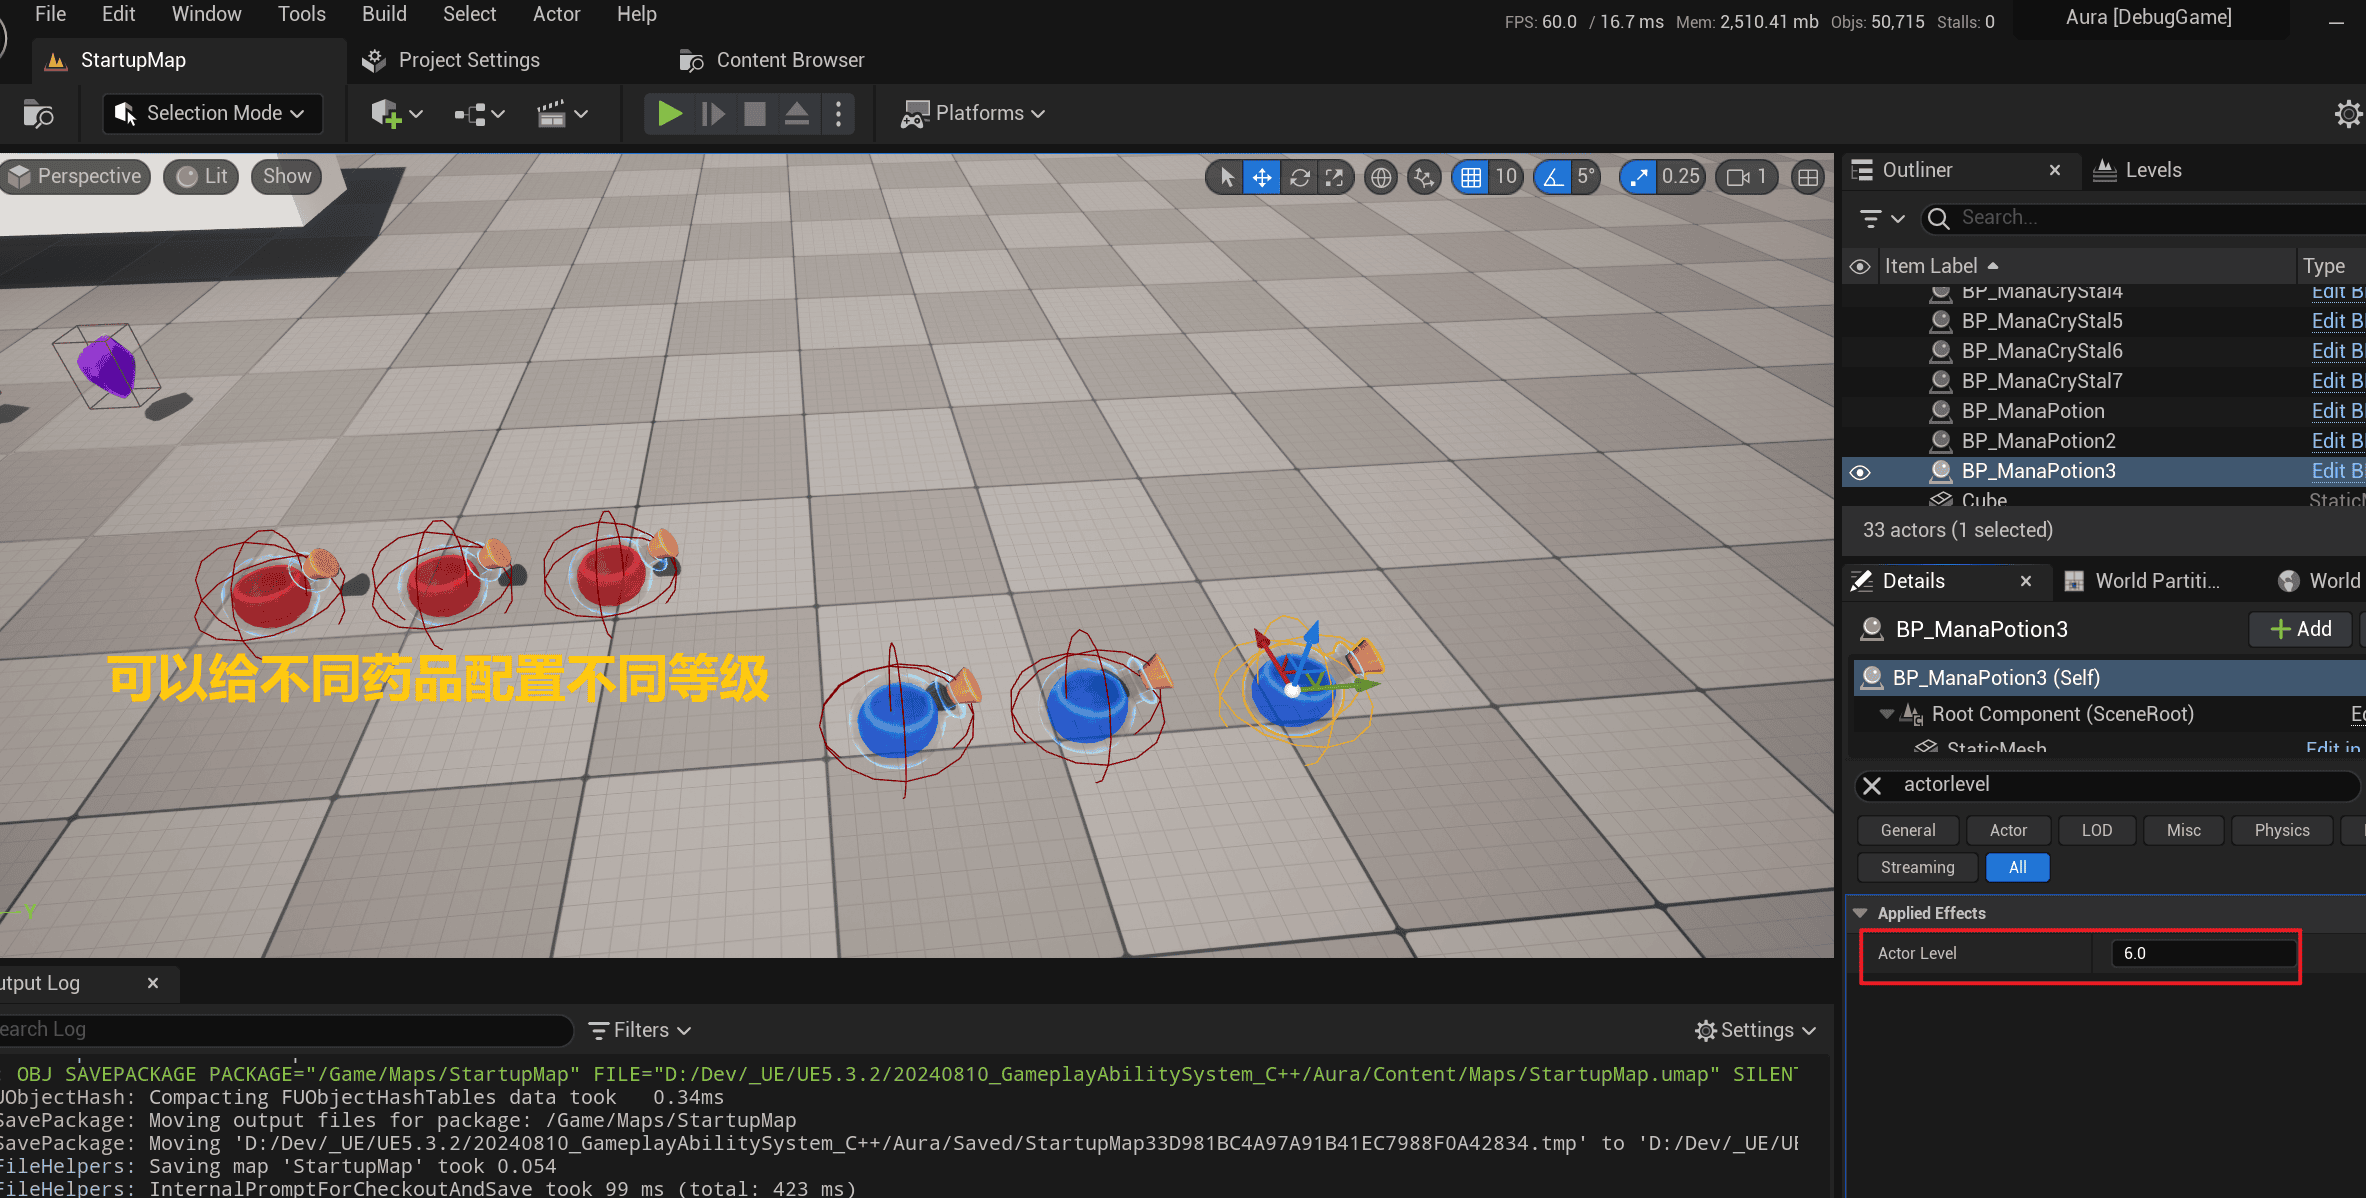 File Edit Window Tools Build Select Actor Help
FPS: 60.0 / 16.7 ms Mem: 2,510.41 mb Objs: 50,715 Stalls: 0
Aura [DebugGame]
StartupMap Project Settings Content Browser
Selection Mode
Platforms
Perspective Lit Show
10 5° 0.25 1
Outliner Levels
Search...
Item Label Type
BP_ManaCryStal4 Edit B
BP_ManaCryStal5 Edit B
BP_ManaCryStal6 Edit B
BP_ManaCryStal7 Edit B
BP_ManaPotion Edit B
BP_ManaPotion2 Edit B
BP_ManaPotion3 Edit B
Cube Static
33 actors (1 selected)
Details World Partiti... World
BP_ManaPotion3 Add
BP_ManaPotion3 (Self)
Root Component (SceneRoot) Ed
StaticMesh Edit in
actorlevel
General Actor LOD Misc Physics
Streaming All
Applied Effects
Actor Level 6.0
可以给不同药品配置不同等级
Y
utput Log
earch Log
Filters
Settings
: OBJ SAVEPACKAGE PACKAGE="/Game/Maps/StartupMap" FILE="D:/Dev/_UE/UE5.3.2/20240810_GameplayAbilitySystem_C++/Aura/Content/Maps/StartupMap.umap" SILENT
UObjectHash: Compacting FUObjectHashTables data took 0.34ms
SavePackage: Moving output files for package: /Game/Maps/StartupMap
SavePackage: Moving 'D:/Dev/_UE/UE5.3.2/20240810_GameplayAbilitySystem_C++/Aura/Saved/StartupMap33D981BC4A97A91B41EC7988F0A42834.tmp' to 'D:/Dev/_UE/UE
FileHelpers: Saving map 'StartupMap' took 0.054
FileHelpers: InternalPromptForCheckoutAndSave took 99 ms (total: 423 ms)